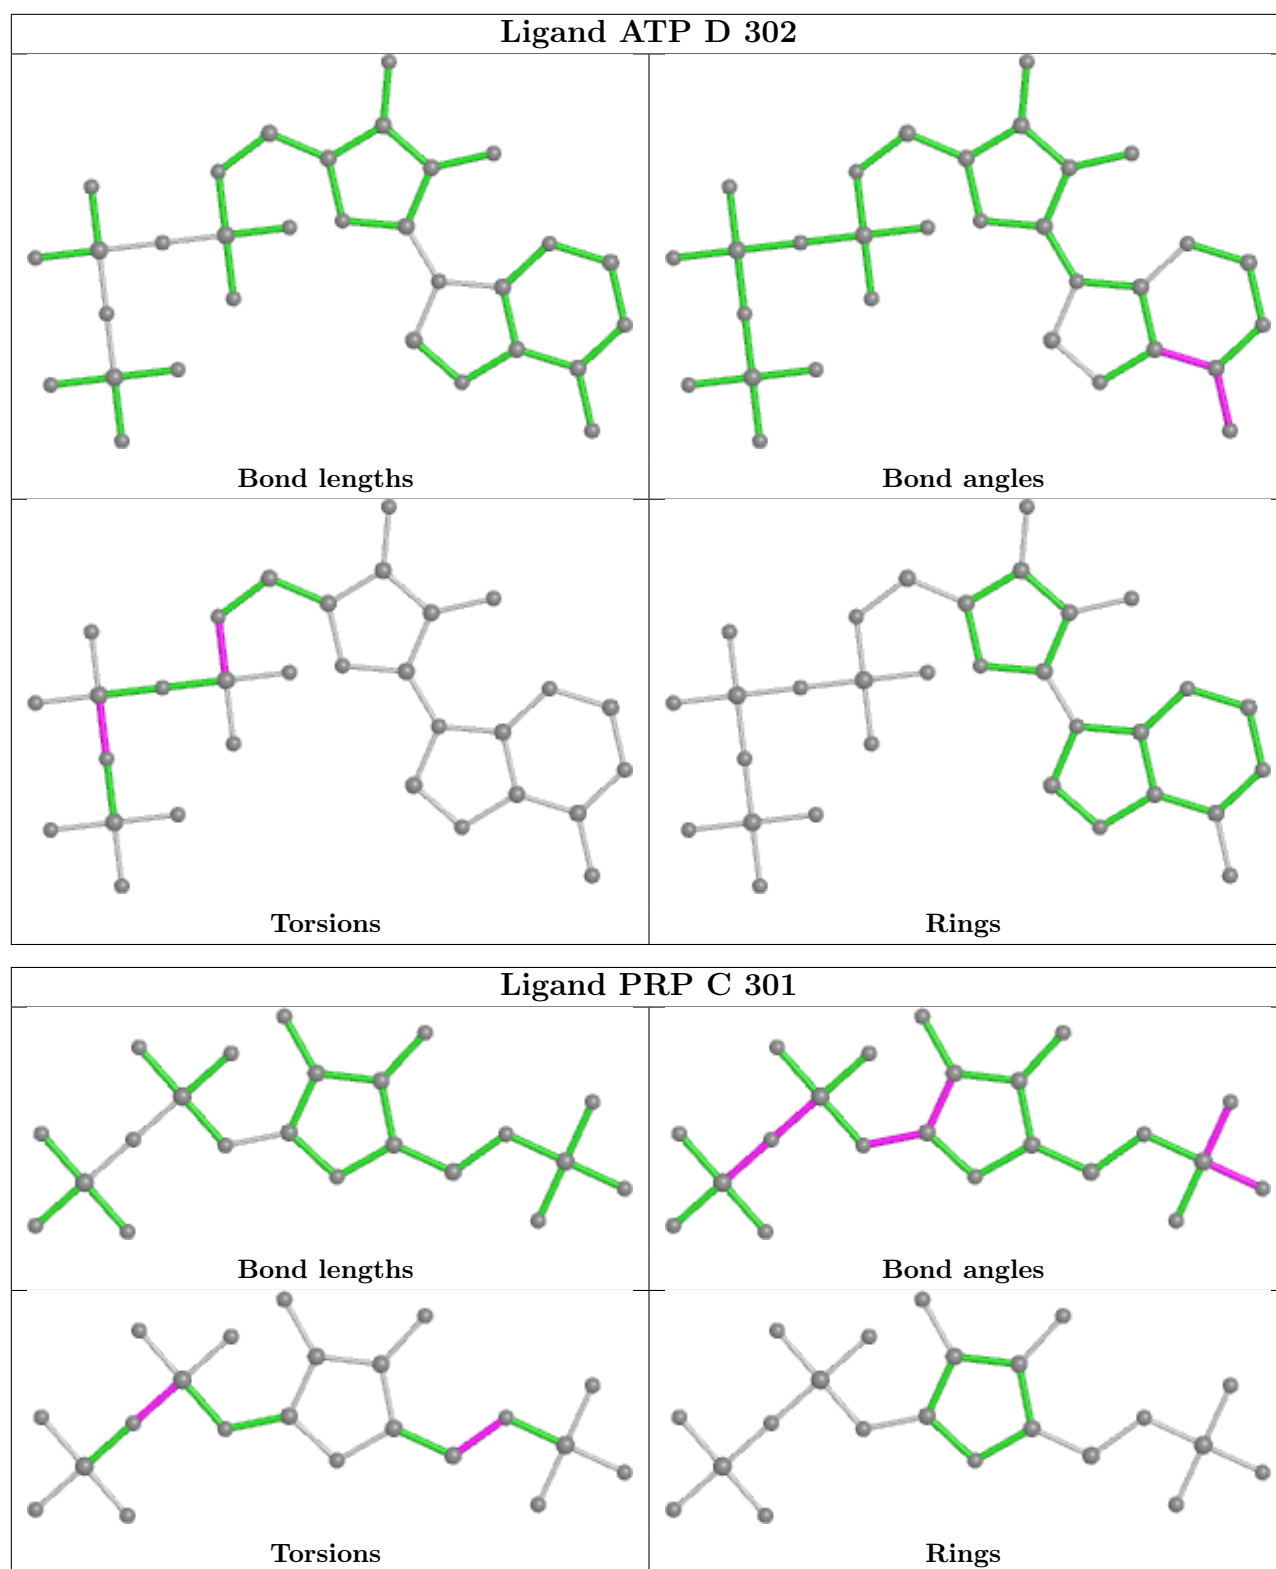 Ligand ATP D 302
Bond lengths
Bond angles
Torsions
Rings
Ligand PRP C 301
Bond lengths
Bond angles
Torsions
Rings